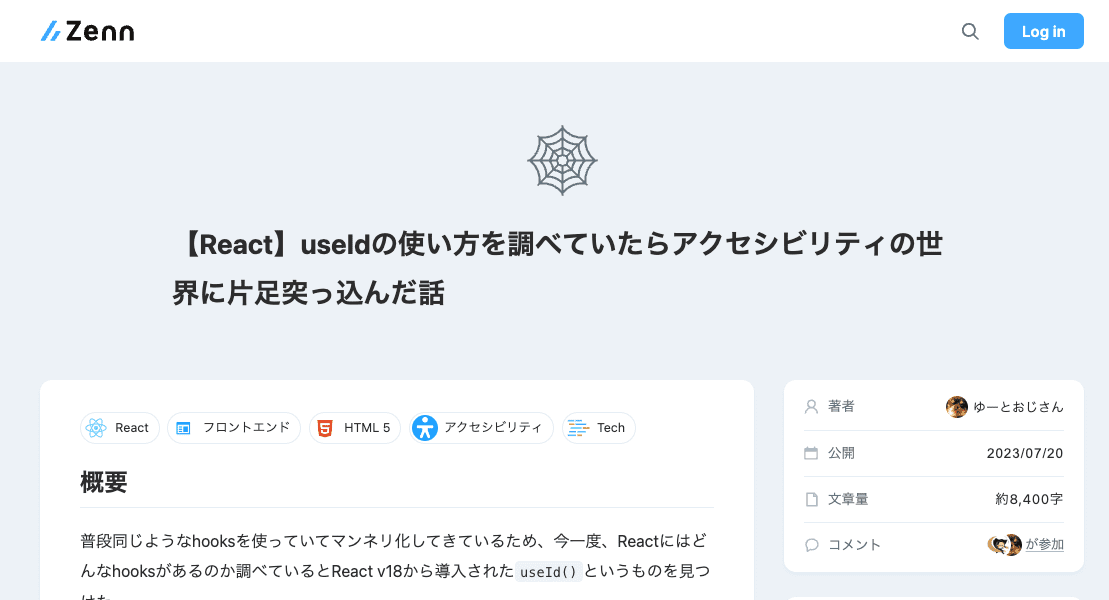 Zenn
Log in
【React】useIdの使い方を調べていたらアクセシビリティの世
界に片足突っ込んだ話
React フロントエンド HTML 5 アクセシビリティ Tech
概要
普段同じようなhooksを使っていてマンネリ化してきているため、今一度、Reactにはど
んなhooksがあるのか調べているとReact v18から導入された useId() というものを見つ
著者 ゆーとおじさん
公開 2023/07/20
文章量 約8,400字
コメント が参加